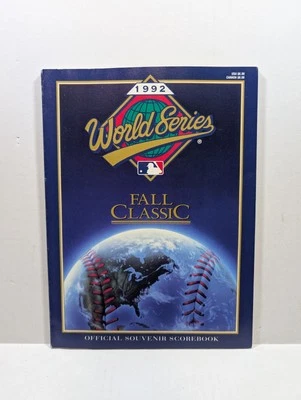 1992
World Series
FALL
CLASSIC
OFFICIAL SOUVENIR SCOREBOOK